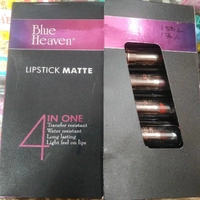 Blue
Heaven®
LIPSTICK MATTE
4 IN ONE
Transfer resistant
Water resistant
Long lasting
Light feel on lips